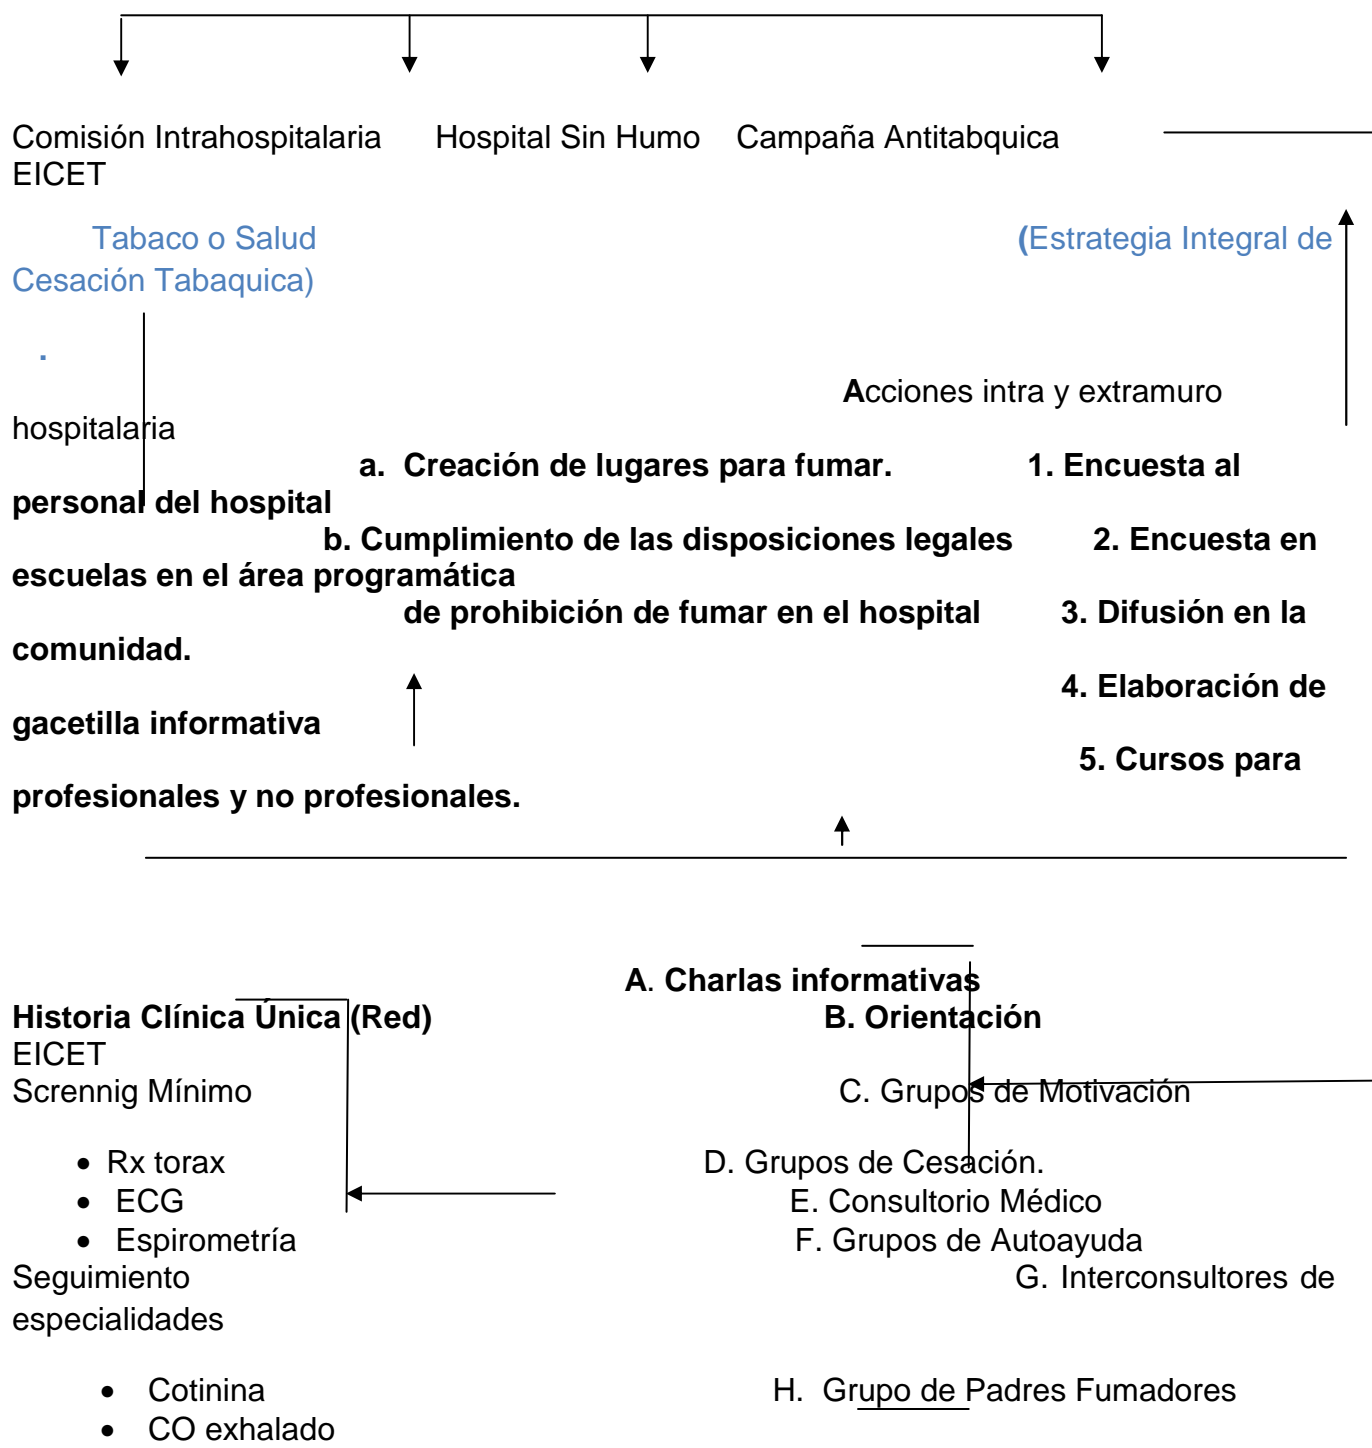 Comisión Intrahospitalaria Hospital Sin Humo Campaña Antitabquica
EICET
Tabaco o Salud (Estrategia Integral de
Cesación Tabaquica)
.
Acciones intra y extramuro
hospitalaria
a. Creación de lugares para fumar. 1. Encuesta al
personal del hospital
b. Cumplimiento de las disposiciones legales 2. Encuesta en
escuelas en el área programática
de prohibición de fumar en el hospital 3. Difusión en la
comunidad.
4. Elaboración de
gacetilla informativa
5. Cursos para
profesionales y no profesionales.
A. Charlas informativas
Historia Clínica Única (Red) B. Orientación
EICET
Scrennig Mínimo C. Grupos de Motivación
• Rx torax D. Grupos de Cesación.
• ECG E. Consultorio Médico
• Espirometría F. Grupos de Autoayuda
Seguimiento G. Interconsultores de
especialidades
• Cotinina H. Grupo de Padres Fumadores
• CO exhalado